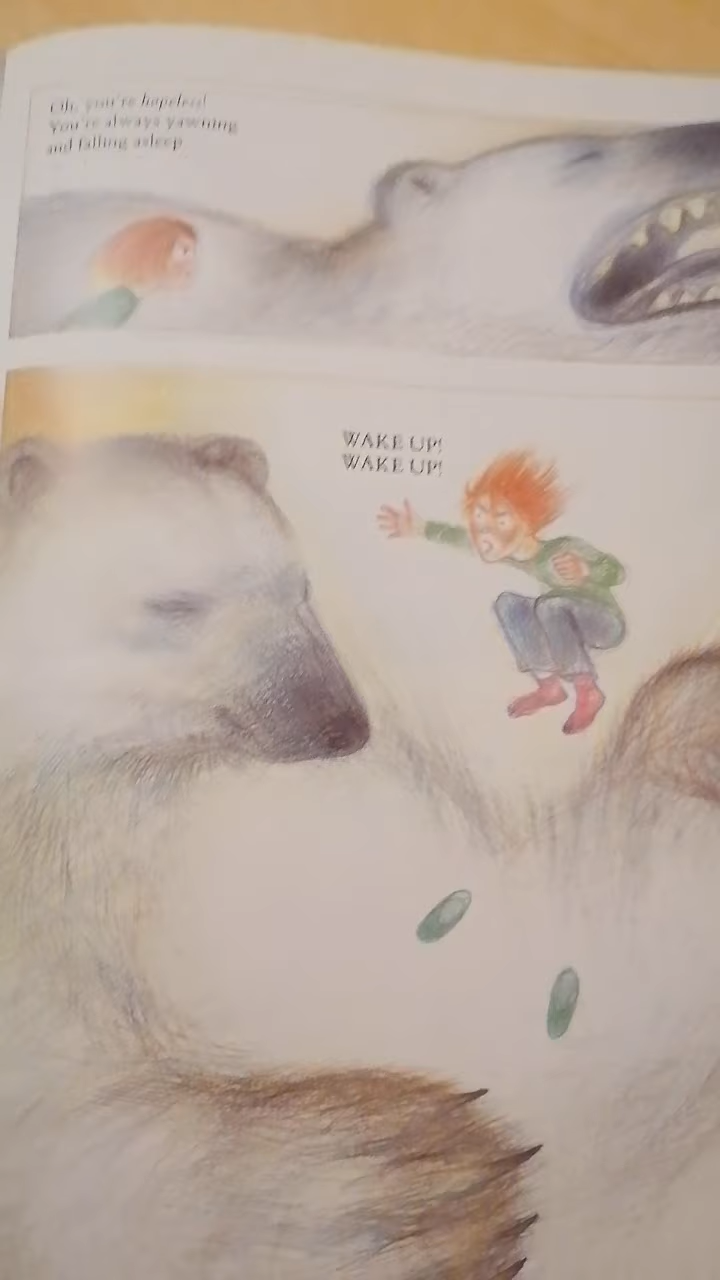 Oh, you're hopeless!
You're always yawning
and falling asleep
WAKE UP!
WAKE UP!